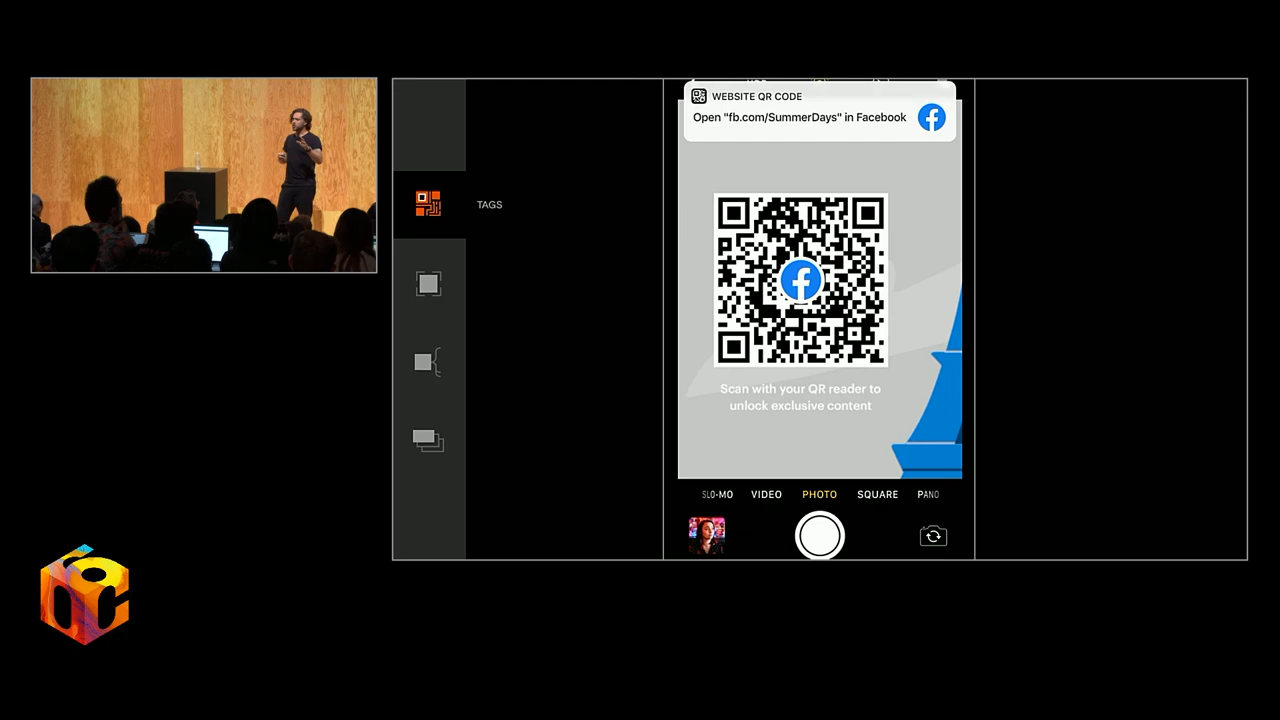 TAGS
WEBSITE QR CODE
Open "fb.com/SummerDays" in Facebook
Scan with your QR reader to
unlock exclusive content
SLO-MO VIDEO PHOTO SQUARE PANO